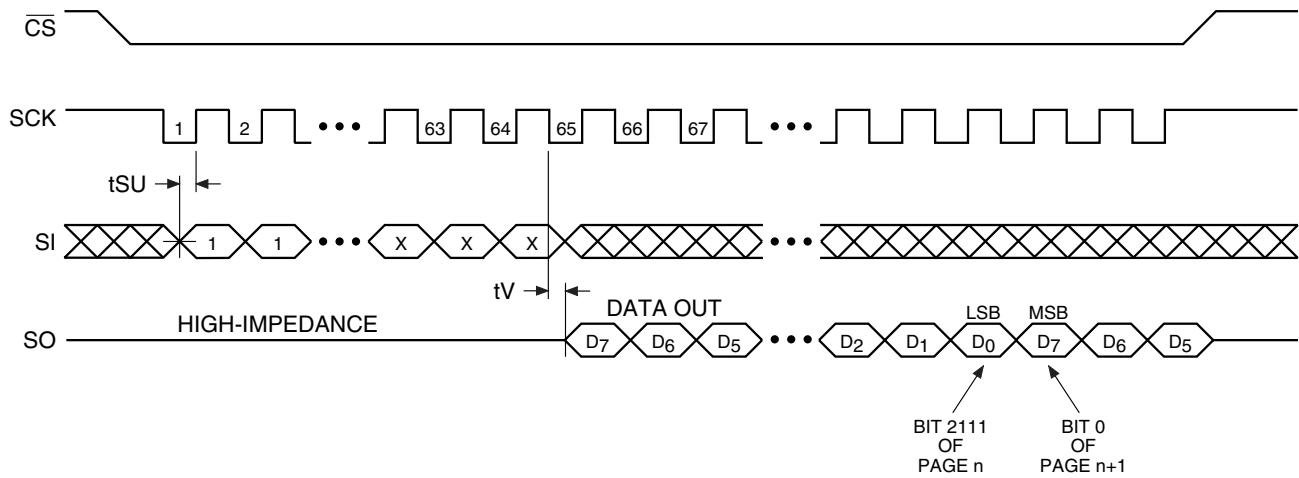 CS
SCK
1 2 ••• 63 64 65 66 67 •••
tSU
SI
1 1 ••• X X X •••
tV
HIGH-IMPEDANCE
DATA OUT
LSB MSB
SO
D7 D6 D5 ••• D2 D1 D0 D7 D6 D5
BIT 2111
OF
PAGE n
BIT 0
OF
PAGE n+1